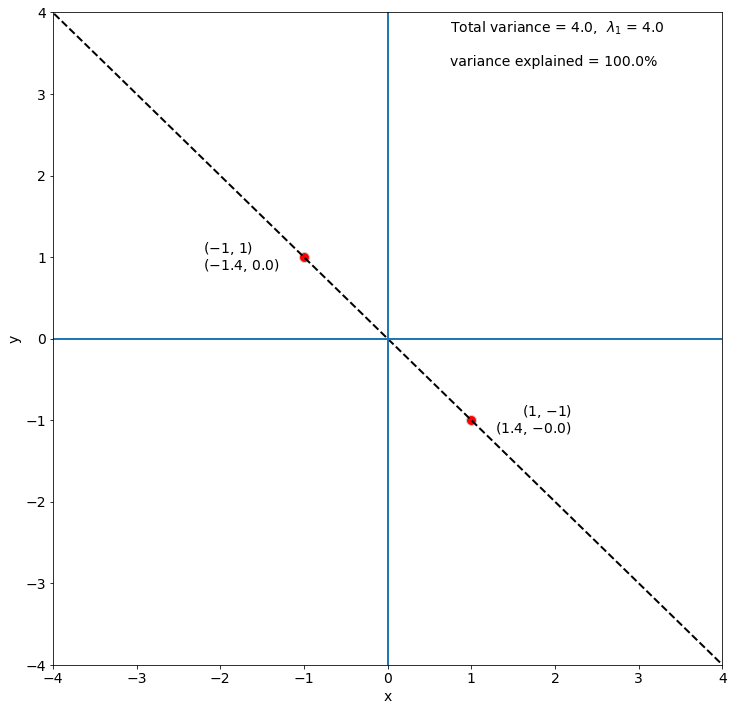 Total variance = 4.0,  λ₁ = 4.0
variance explained = 100.0%
4
3
2
1
0
−1
−2
−3
−4
y
(−1, 1)
(−1.4, 0.0)
(1, −1)
(1.4, −0.0)
−4 −3 −2 −1 0 1 2 3 4
x